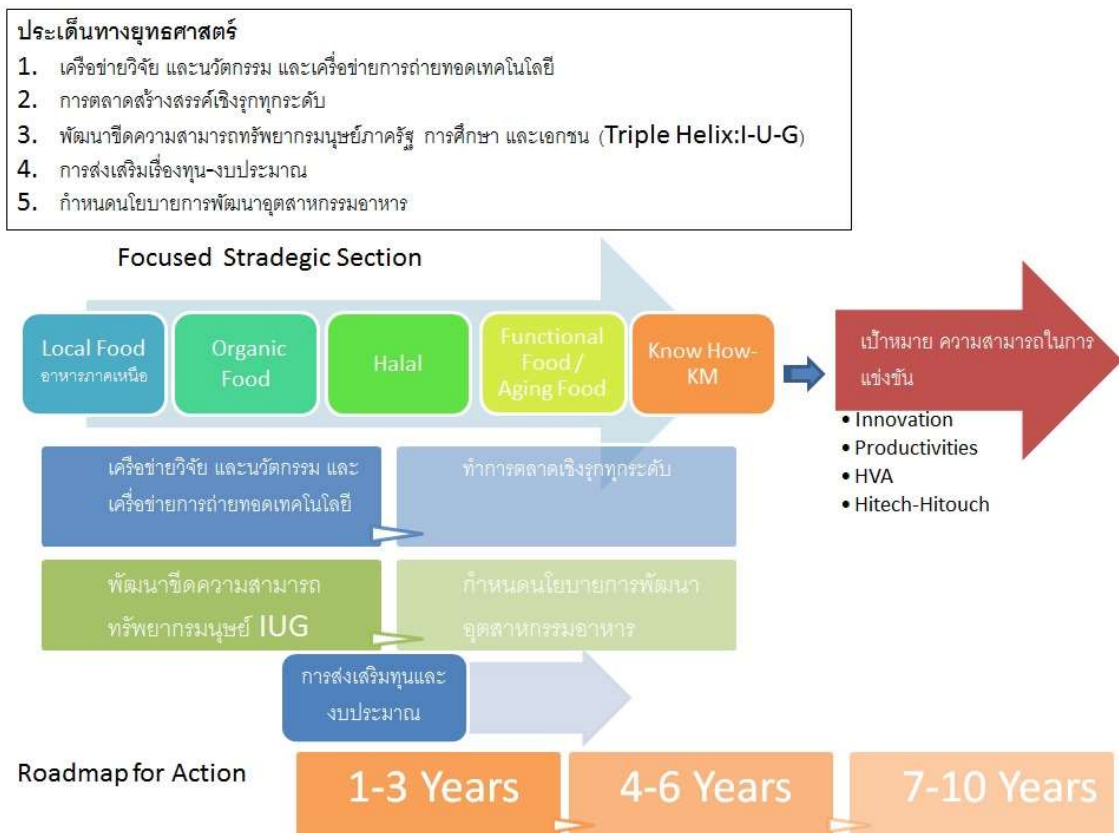 ประเด็นทางยุทธศาสตร์
1. เครือข่ายวิจัย และนวัตกรรม และเครื่อข่ายการถ่ายทอดเทคโนโลยี
2. การตลาดสร้างสรรค์เชิงรุกทุกระดับ
3. พัฒนาขีดความสามารถทรัพยากรมนุษย์ภาครัฐ การศึกษา และเอกชน (Triple Helix:I-U-G)
4. การส่งเสริมเรื่องทุน-งบประมาณ
5. กำหนดนโยบายการพัฒนาอุตสาหกรรมอาหาร
Focused Stradegic Section
Local Food
อาหารภาคเหนือ
Organic
Food
Halal
Functional
Food /
Aging Food
Know How-
KM
เป้าหมาย ความสามารถในการ
แข่งขัน
• Innovation
• Productivities
• HVA
• Hitech-Hitouch
เครือข่ายวิจัย และนวัตกรรม และ
เครื่อข่ายการถ่ายทอดเทคโนโลยี
ทำการตลาดเชิงรุกทุกระดับ
พัฒนาขีดความสามารถ
ทรัพยากรมนุษย์ IUG
กำหนดนโยบายการพัฒนา
อุตสาหกรรมอาหาร
การส่งเสริมทุนและ
งบประมาณ
Roadmap for Action
1-3 Years
4-6 Years
7-10 Years